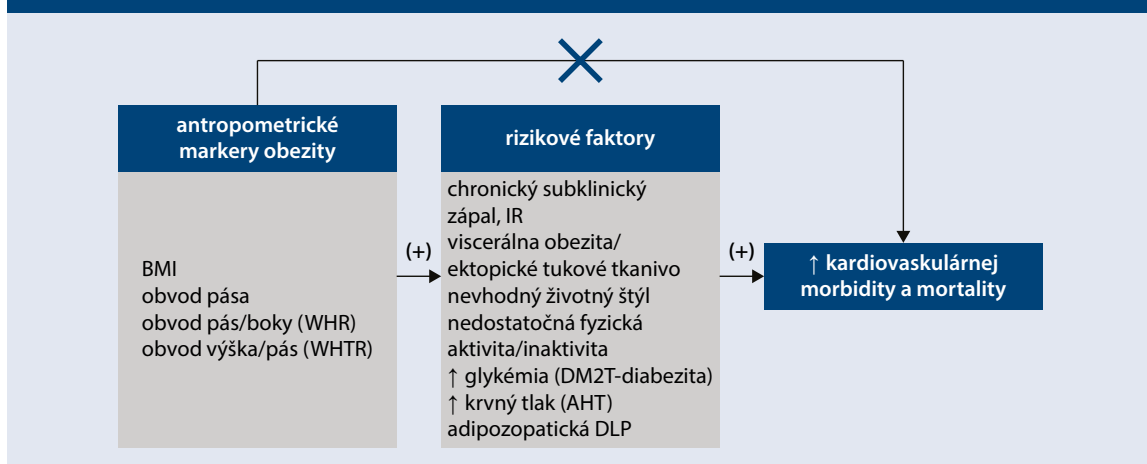 antropometrické
markery obezity
BMI
obvod pása
obvod pás/boky (WHR)
obvod výška/pás (WHTR)
(+)
rizikové faktory
chronický subklinický
zápal, IR
viscerálna obezita/
ektopické tukové tkanivo
nevhodný životný štýl
nedostatočná fyzická
aktivita/inaktivita
↑ glykémia (DM2T-diabezita)
↑ krvný tlak (AHT)
adipozopatická DLP
(+)
↑ kardiovaskulárnej
morbidity a mortality